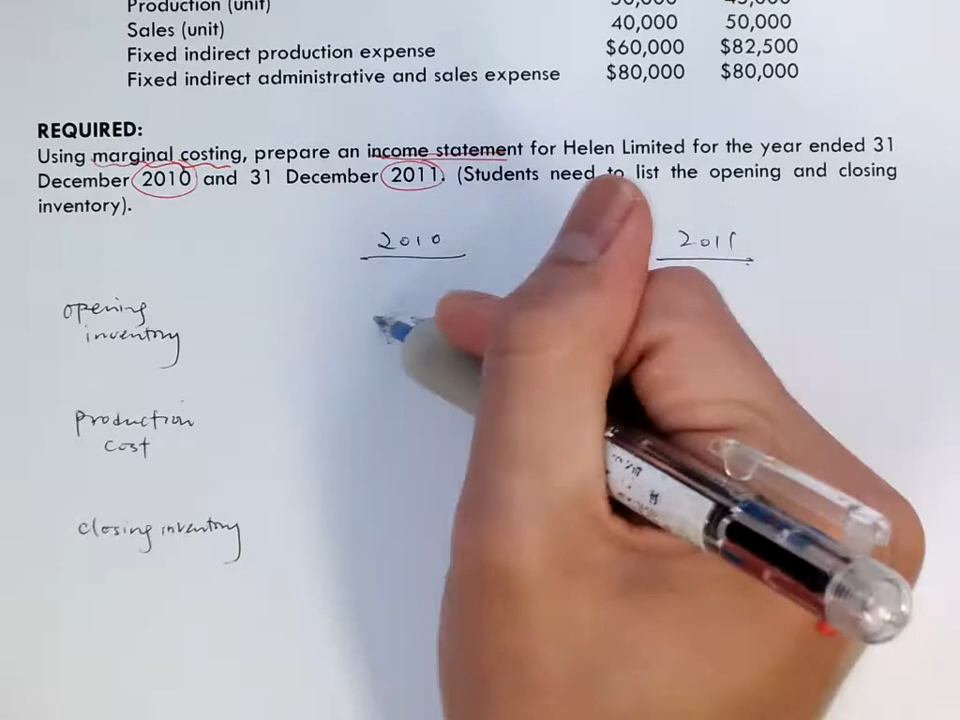 Production (unit)
Sales (unit) 40,000 50,000
Fixed indirect production expense $60,000 $82,500
Fixed indirect administrative and sales expense $80,000 $80,000
REQUIRED:
Using marginal costing, prepare an income statement for Helen Limited for the year ended 31
December 2010 and 31 December 2011. (Students need to list the opening and closing
inventory).
2010 2011
opening
inventory
production
cost
closing inventory